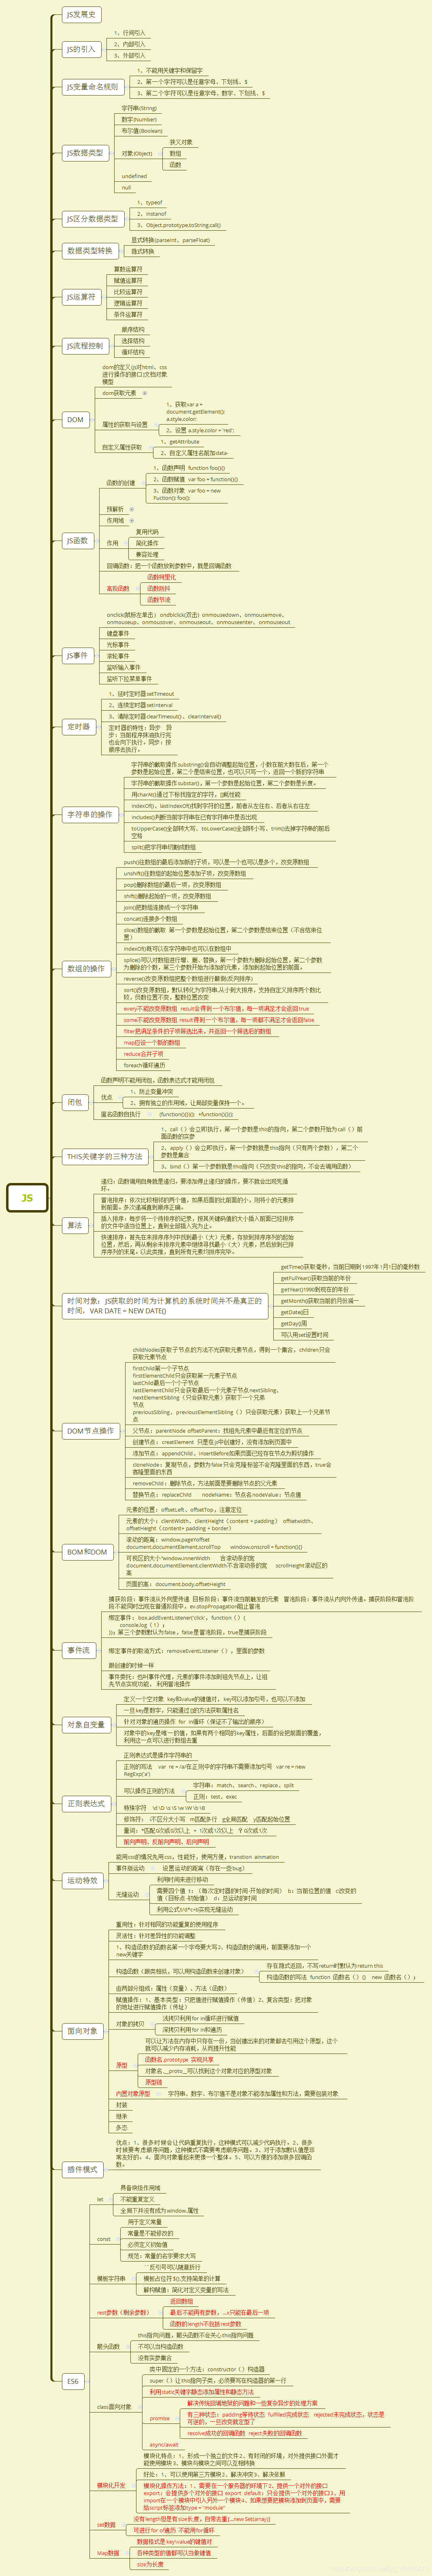 JS
JS发展史
JS的引入
1、行间引入
2、内部引入
3、外部引入
JS变量命名规则
1、不能用关键字和保留字
2、第一个字可以是任意字母、下划线、$
3、第二个字可以是任意字母、数字、下划线、$
JS数据类型
字符串(String)
数字(Number)
布尔值(Boolean)
对象(Object)
狭义对象
数组
函数
undefined
null
JS区分数据类型
1、typeof
2、instanof
3、Object.prototype.toString.call()
数据类型转换
显式转换(parseint、parseFloat)
隐式转换
JS运算符
算数运算符
赋值运算符
比较运算符
逻辑运算符
条件运算符
JS流程控制
顺序结构
选择结构
循环结构
DOM
dom的定义(js对html、css
进行操作的接口)文档对象
模型
dom获取元素
属性的获取与设置
1、获取var a =
document.getElement();
a.style.color;
2、设置 a.style.color = 'red';
自定义属性获取
1、getAttribute
2、自定义属性名前加data-
JS函数
函数的创建
1、函数声明 function foo(){}
2、函数赋值 var foo = function(){}
3、函数对象 var foo = new
Fuction(); foo();
预解析
作用域
作用
复用代码
简化操作
兼容处理
回调函数：把一个函数放到参数中，就是回调函数
高阶函数
函数柯里化
函数防抖
函数节流
JS事件
onclick(鼠标左单击) ondblclick(双击) onmousedown、onmousemove、
onmouseup、onmouseover、onmouseout、onmouseenter、onmouseout
键盘事件
光标事件
滚轮事件
监听输入事件
监听下拉菜单事件
定时器
1、延时定时器setTimeout
2、连续定时器setInterval
3、清除定时器clearTimeout()、clearInterval()
定时器的特性：异步 异
步：当前程序抹油执行完
也会向下执行。同步：按
顺序去执行。
字符串的操作
字符串的截取操作substring()会自动调整起始位置，小数在前大数在后，第一个
参数是起始位置，第二个是结束位置，也可以只写一个，返回一个新的字符串
字符串的截取操作substar()，第一个参数是起始位置，第二个参数是长度。
用charAt()通过下标找指定的字符，[]耗性能
indexOf()、lastIndexOf()找到字符的位置，前者从左往右、后者从右往左
includes()判断当前字符串在已有字符串中是否出现
toUpperCase()全部转大写、toLowerCase()全部转小写、trim()去掉字符串的前后
空格
split()把字符串切割成数组
数组的操作
push()往数组的最后添加新的子项，可以是一个也可以是多个，改变原数组
unshift()往数组的起始位置添加子项，改变原数组
pop()删除数组的最后一项，改变原数组
shift()删除起始的一项，改变原数组
join()把数组连接成一个字符串
concat()连接多个数组
slice()数组的截取 第一个参数是起始位置，第二个参数是结束位置（不含结束位
置）
indexOf()既可以在字符串中也可以在数组中
splice()可以对数组进行增、删、替换，第一个参数为删除起始位置，第二个参数
为删除的个数，第三个参数开始为添加的元素，添加到起始位置的前面。
reverse()改变原数组把整个数组进行翻滚(反向排序)
sort()改变原数组，默认转化为字符串,从小到大排序，支持自定义排序两个数比
较，负数位置不变，整数位置改变
every不能改变原数组 result会得到一个布尔值，每一项满足才会返回true
some不能改变原数组 result得到一个布尔值，每一项都不满足才会返回false
filter把满足条件的子项筛选出来，并返回一个筛选后的数组
map包设一个新的数组
reduce合并子项
foreach循环遍历
闭包
函数声明不能用闭包，函数表达式才能用闭包
优点
1、防止变量冲突
2、拥有独立的作用域，让局部变量保持一个。
匿名函数自执行
(function(){})(); +function(){}();
THIS关键字的三种方法
1、call（）会立即执行，第一个参数是this的指向，第二个参数开始为call（）前
面函数的实参
2、apply（）会立即执行，第一个参数就是this指向（只有两个参数），第二个
参数是集合
3、bind（）第一个参数就是this指向（只改变this的指向，不会去调用函数）
算法
递归：函数调用自身就是递归，要添加停止递归的操作，要不就会出现死循
环。
冒泡排序：依次比较相邻的两个值，如果后面的比前面的小，则将小的元素排
到前面。多次递减直到顺序正确。
插入排序：每步将一个待排序的记录，按其关键码值的大小插入前面已经排序
的文件中适当位置上，直到全部插入完为止。
快速排序：首先在未排序序列中找到最小（大）元素，存放到排序序列的起始
位置，然后，再从剩余未排序元素中继续寻找最小（大）元素，然后放到已排
序序列的末尾。以此类推，直到所有元素均排序完毕。
时间对象：JS获取的时间为计算机的系统时间并不是真正的
时间，VAR DATE = NEW DATE()
getTime()获取毫秒，当前日期到1997年1月1日的毫秒数
getFullYear()获取当前的年份
getYear()1990到现在的年份
getMonth()获取当前的月份减一
getDate()日
getDay()周
可以用set设置时间
DOM节点操作
childNodes获取子节点的方法不光获取元素节点，得到一个集合，children只会
获取元素节点
firstChild第一个子节点
firstElementChild只会获取第一元素子节点
lastChild最后一个个子节点
lastElementChild只会获取最后一个元素子节点nextSibling、
nextElementSibling（只会获取元素）获取下一个兄弟
节点
previousSibling、previousElementSibling（）只会获取元素）获取上一个兄弟节
点
父节点：parentNode offsetParent：找祖先元素中最后有定位的节点
创建节点：creatElement 只是在js中创建好，没有添加到页面中
添加节点：appendChild、insertBefore如果页面已经存在节点为剪切操作
cloneNode：复制节点，参数为false只会克隆标签不会克隆里面的东西，true会
克隆里面的东西
removeChild：删除节点，方法前面是要删除节点的父元素
替换节点：replaceChild nodeName：节点名nodeValue：节点值
BOM和DOM
元素的位置：offsetLeft、offsetTop，注意定位
元素的大小：clientWidth、clientHeight（content + padding） offsetwidth、
offsetHeight（content+ padding + border）
滚动的距离：window.pageYoffset
document.documentElement.scrollTop window.onscroll = function(){}
可视区的大小*window.innerWidth 含滚动条的宽
document.documentElement.clientWidth不含滚动条的宽 scrollHeight滚动区的
高
页面的高：document.body.offsetHeight
事件流
捕获阶段：事件流从外向里传递 目标阶段：事件流当前触发的元素 冒泡阶段：事件流从内向外传递。捕获阶段和冒泡阶
段不能同时出现在普通阶段中，ev.stopPropagation阻止冒泡
绑定事件：box.addEventListener('click'，function（）{
console.log（1）;
})；第三个参数默认为false，false是冒泡阶段，true是捕获阶段
绑定事件的取消方式：removeEventListener（），里面的参数
跟创建的时候一样
事件委托：也叫事件代理，元素的事件添加到祖先节点上，让祖
先节点实现功能， 利用冒泡操作
对象自变量
定义一个空对象 key和value的键值对，key可以添加引号，也可以不添加
一旦key是数字，只能通过[]的方法获取属性名
针对对象的遍历操作 for in循环（保证不了输出的顺序）
对象中的key是唯一的值，如果有两个相同的key属性，后面的会把前面的覆盖，
利用这一点可以进行数组去重
正则表达式
正则表达式是操作字符串的
正则的写法 var re = /a/在正则中的字符串不需要添加引号 var re = new
RegExp('a')
可以操作正则的方法
字符串：match、search、replace、split
正则：test、exec
特殊字符 \d \D \s \S \w \W \b \B
修饰符：i不区分大小写 m匹配多行 g全局匹配 y匹配起始位置
量词：*匹配0次或0次以上 + 1次或1次以上 ？0次或1次
前向声明、反前向声明、后向声明
运动特效
能用css的情况先用css，性能好，使用方便，transition ainmation
事件驱运动
设置运动的距离（存在一些bug）
无缝运动
利用时间来进行移动
需要四个值 t：（每次定时器的时间-开始的时间） b：当前位置的值 c改变的
值（目标点-初始值） d：总运动的时间
利用公式t/d*c+b实现无缝运动
面向对象
重用性：针对相同的功能重复的使用程序
灵活性：针对差异性的功能调整
1、构造函数的函数名第一个字母要大写2、构造函数的调用，前面要添加一个
new关键字
构造函数（跟类相似，可以用构造函数来创建对象）
存在隐式返回，不写return时默认为return this
构造函数的写法 function 函数名（）{} new 函数名（）；
由两部分组成：属性（变量）、方法（函数）
赋值操作：1、基本类型：只把值进行赋值操作（传值）2、复合类型：把对象
的地址进行赋值操作（传址）
对象的拷贝
浅拷贝利用for in循环进行赋值
深拷贝利用for in和递归
原型
可以让方法在内存中只存在一份，当创建出来的对象都去引用这个原型，这个
就可以减少内存消耗，从而提升性能
函数名.prototype 实现共享
对象名.__proto__可以找到这个对象对应的原型对象
原型链
内置对象原型
字符串、数字、布尔值不是对象不能添加属性和方法，需要包装对象
封装
继承
多态
插件模式
优点：1、很多时候会让代码重复执行，这种模式可以减少代码执行。2、很多
时候要考虑顺序问题，这种模式不需要考虑顺序问题。3、对于添加默认值是非
常友好的。4、面向对象看起来更像一个整体。5、可以方便的添加很多回调函
数。
ES6
let
具备块级作用域
不能重复定义
全局下并没有成为window.属性
const
用于定义常量
常量是不能修改的
必须定义初始值
规范：常量的名字要求大写
模板字符串
``反引号可以随意折行
模板占位符 ${},支持简单的计算
解构赋值：简化对定义变量的写法
rest参数（剩余参数）
返回数组
最后不能再有参数，...x只能在最后一项
函数的length不包括rest参数
箭头函数
this指向问题，箭头函数不会关心this指向问题
不可以当构造函数
没有实参集合
class面向对象
类中固定的一个方法：constructor（）构造器
super（）让this指向子类，必须要写在构造器的第一行
利用static关键字静态添加属性和静态方法
promise
解决传统回调地狱的问题和一些复杂异步的处理方案
有三种状态：padding等待状态 fulfilled完成状态 rejected未完成状态，状态是
可逆的，一旦改变就定型了
resolve成功的回调函数 reject失败的回调函数
async/await
模块化开发
模块化特点：1、形成一个独立的文件2、有封闭的环境，对外提供接口外面才
能使用模块3、模块与模块之间可以互相转换
好处：1、可以使用第三方模块2、解决冲突3、解决依赖
模块化操作方法：1、需要在一个服务器的环境下2、提供一个对外的接口
export：会提供多个对外的接口 export default：只会提供一个对外的接口3、用
import在一个模块中引入另外一个模块4、如果想要把模块添加到页面中，需要
给script标签添加type = "module"
set数据
没有length但是有size长度，自带去重[...new Set(array)]
可进行for of遍历 不能用for循环
Map数据
数据格式是 key\value的键值对
各种类型的值都可以当做键值
size为长度